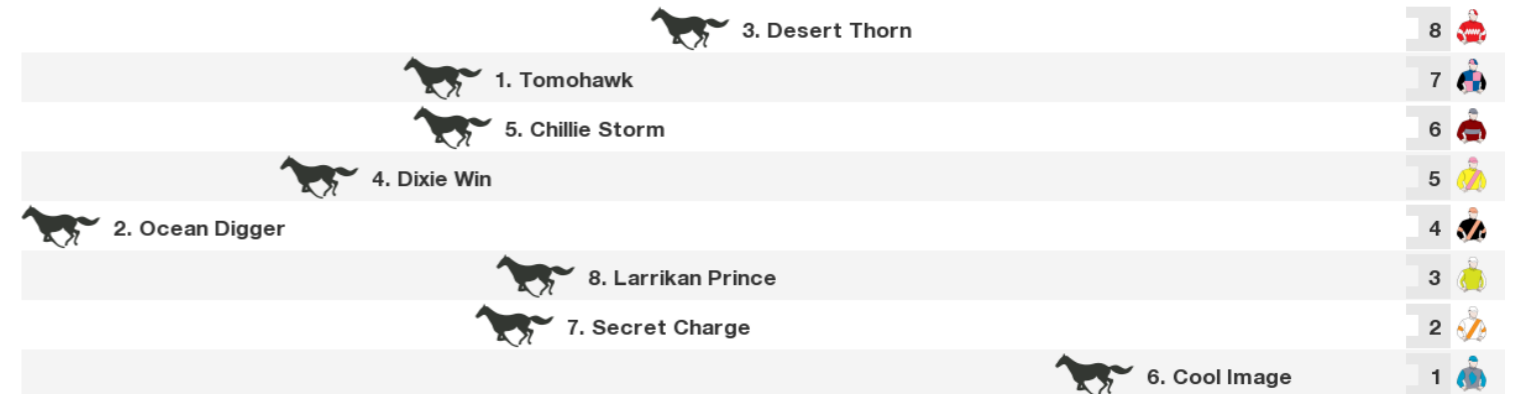 3. Desert Thorn 8
1. Tomohawk 7
5. Chillie Storm 6
4. Dixie Win 5
2. Ocean Digger 4
8. Larrikan Prince 3
7. Secret Charge 2
6. Cool Image 1